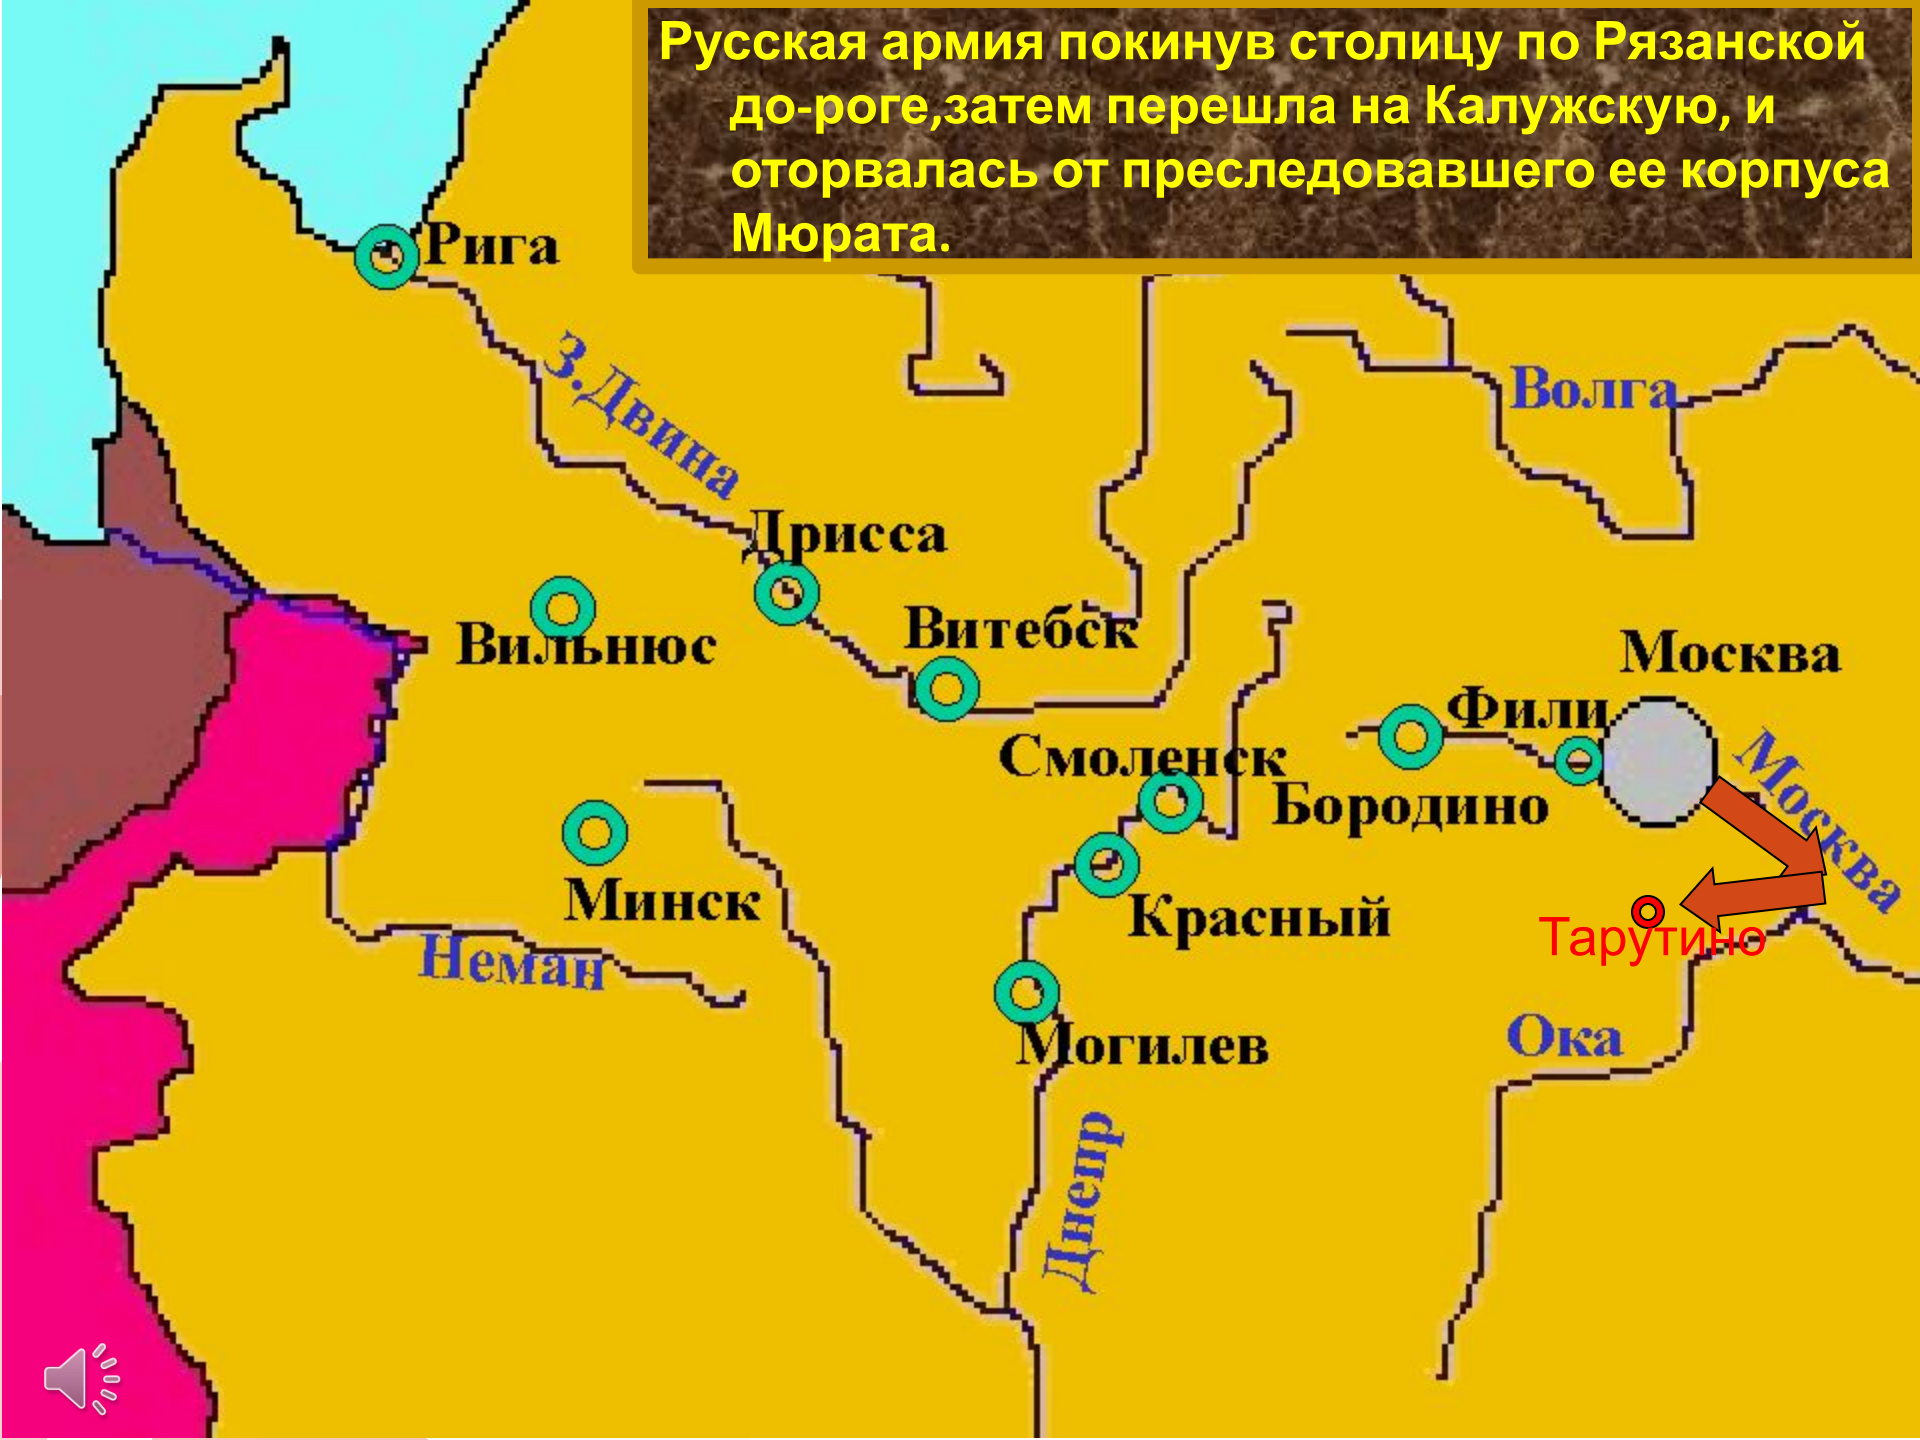 Русская армия покинув столицу по Рязанской
до-роге,затем перешла на Калужскую, и
оторвалась от преследовавшего ее корпуса
Мюрата.
Рига
З.Двина
Волга
Дрисса
Вильнюс
Витебск
Москва
Фили
Смоленск
Бородино
Москва
Минск
Красный
Тарутино
Неман
Могилев
Ока
Днепр